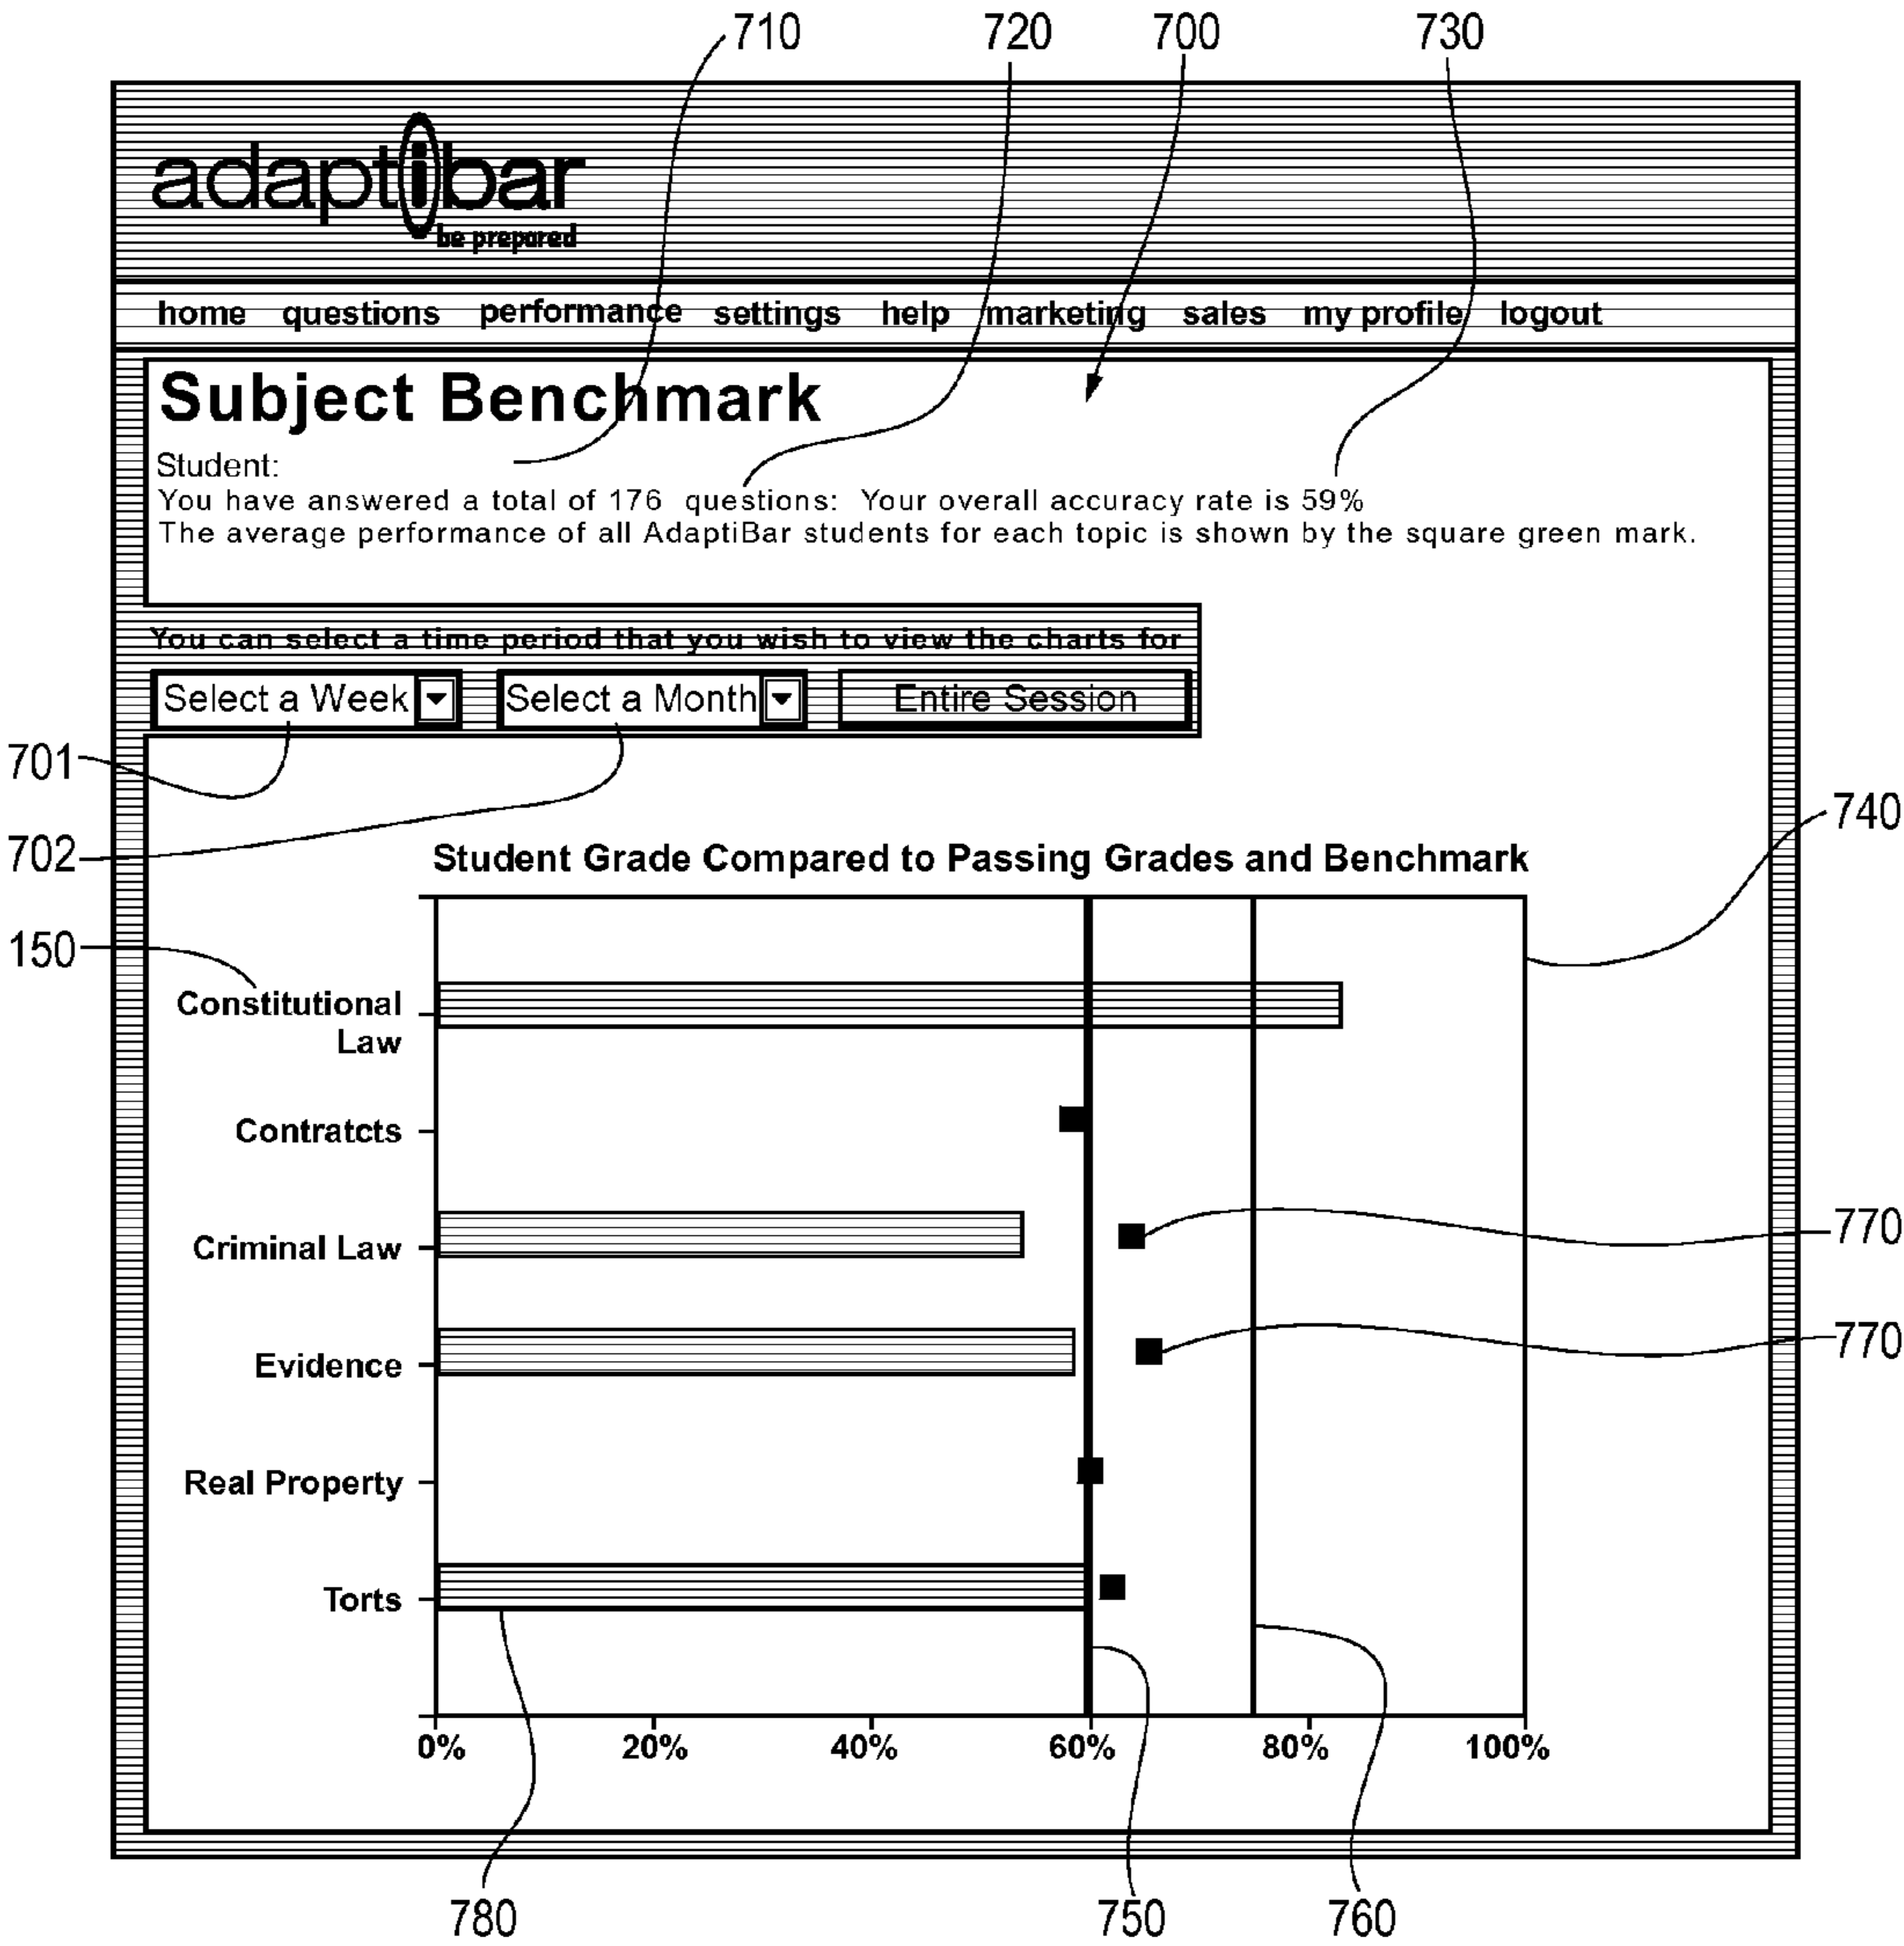 710 720 700 730
adaptibar
be prepared
home questions performance settings help marketing sales my profile logout
Subject Benchmark
Student:
You have answered a total of 176 questions: Your overall accuracy rate is 59%
The average performance of all AdaptiBar students for each topic is shown by the square green mark.
You can select a time period that you wish to view the charts for
Select a Week Select a Month Entire Session
701
740
702
Student Grade Compared to Passing Grades and Benchmark
150
Constitutional
Law
Contratcts
770
Criminal Law
770
Evidence
Real Property
Torts
0% 20% 40% 60% 80% 100%
780 750 760